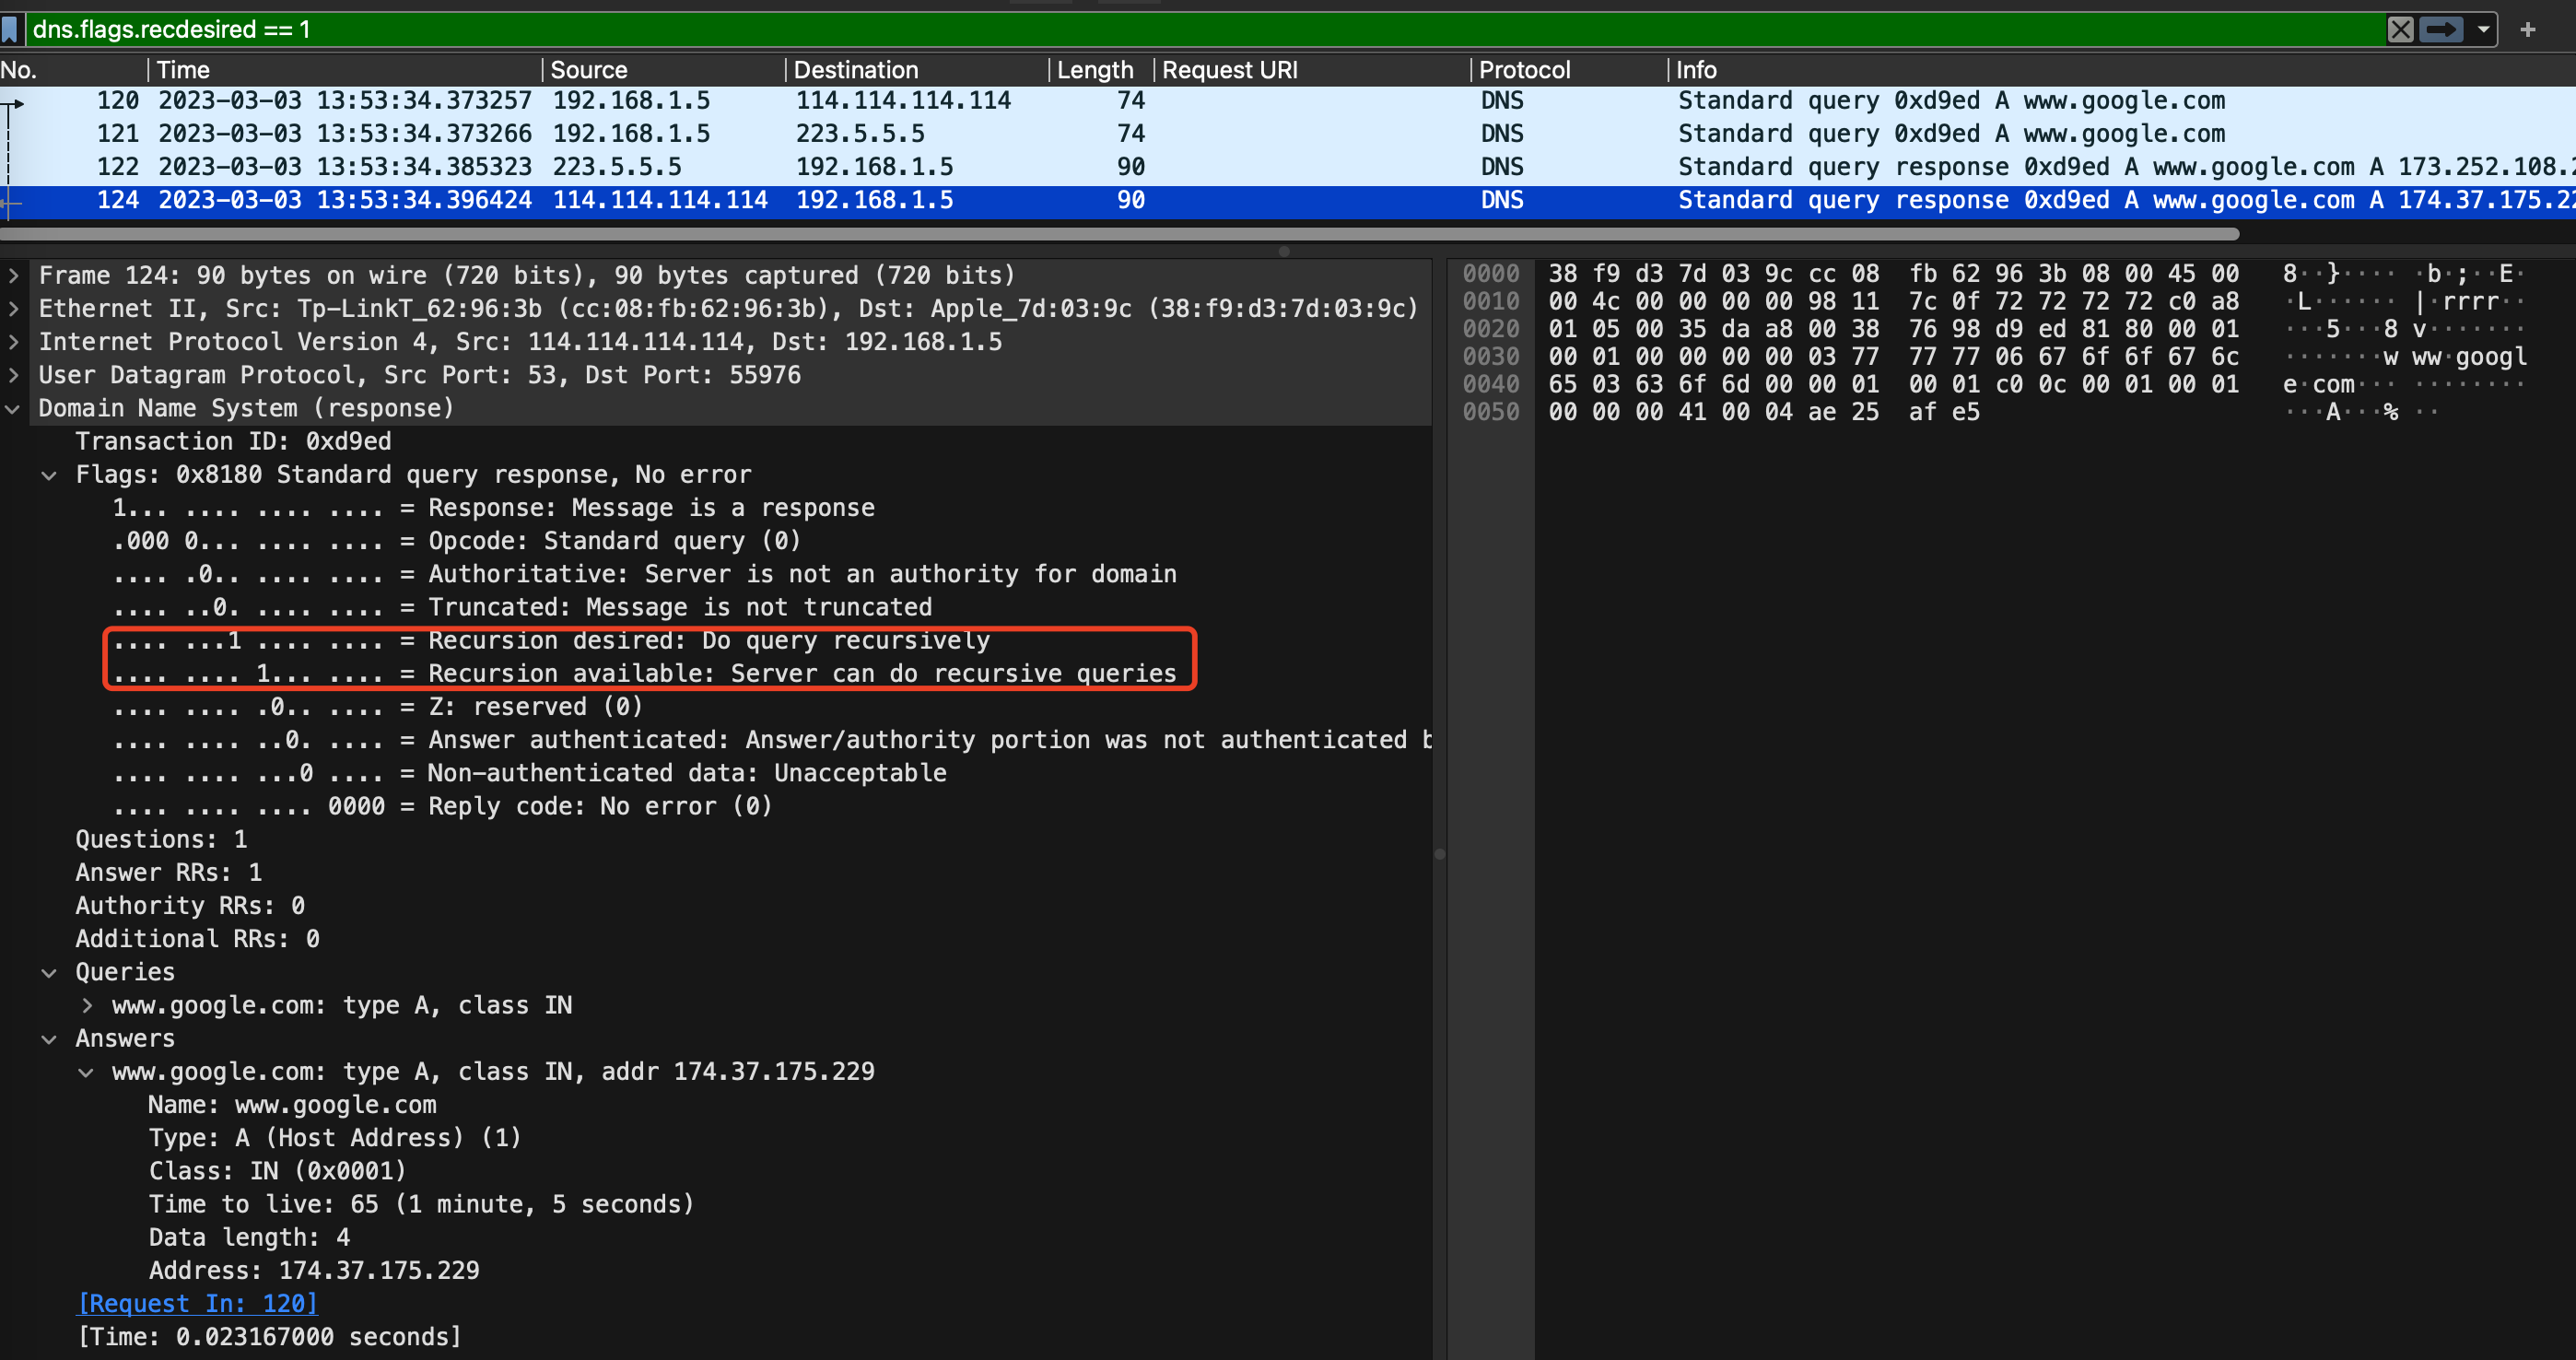 dns.flags.recdesired == 1
No. Time Source Destination Length Request URI Protocol Info
120 2023-03-03 13:53:34.373257 192.168.1.5 114.114.114.114 74 DNS Standard query 0xd9ed A www.google.com
121 2023-03-03 13:53:34.373266 192.168.1.5 223.5.5.5 74 DNS Standard query 0xd9ed A www.google.com
122 2023-03-03 13:53:34.385323 223.5.5.5 192.168.1.5 90 DNS Standard query response 0xd9ed A www.google.com A 173.252.108.2
124 2023-03-03 13:53:34.396424 114.114.114.114 192.168.1.5 90 DNS Standard query response 0xd9ed A www.google.com A 174.37.175.22
Frame 124: 90 bytes on wire (720 bits), 90 bytes captured (720 bits)
Ethernet II, Src: Tp-LinkT_62:96:3b (cc:08:fb:62:96:3b), Dst: Apple_7d:03:9c (38:f9:d3:7d:03:9c)
Internet Protocol Version 4, Src: 114.114.114.114, Dst: 192.168.1.5
User Datagram Protocol, Src Port: 53, Dst Port: 55976
Domain Name System (response)
Transaction ID: 0xd9ed
Flags: 0x8180 Standard query response, No error
1... .... .... .... = Response: Message is a response
.000 0... .... .... = Opcode: Standard query (0)
.... .0.. .... .... = Authoritative: Server is not an authority for domain
.... ..0. .... .... = Truncated: Message is not truncated
.... ...1 .... .... = Recursion desired: Do query recursively
.... .... 1... .... = Recursion available: Server can do recursive queries
.... .... .0.. .... = Z: reserved (0)
.... .... ..0. .... = Answer authenticated: Answer/authority portion was not authenticated b
.... .... ...0 .... = Non-authenticated data: Unacceptable
.... .... .... 0000 = Reply code: No error (0)
Questions: 1
Answer RRs: 1
Authority RRs: 0
Additional RRs: 0
Queries
www.google.com: type A, class IN
Answers
www.google.com: type A, class IN, addr 174.37.175.229
Name: www.google.com
Type: A (Host Address) (1)
Class: IN (0x0001)
Time to live: 65 (1 minute, 5 seconds)
Data length: 4
Address: 174.37.175.229
[Request In: 120]
[Time: 0.023167000 seconds]
0000 38 f9 d3 7d 03 9c cc 08 fb 62 96 3b 08 00 45 00 8··}···· ·b·;··E·
0010 00 4c 00 00 00 00 98 11 7c 0f 72 72 72 72 c0 a8 ·L······ |·rrrr··
0020 01 05 00 35 da a8 00 38 76 98 d9 ed 81 80 00 01 ···5···8 v·······
0030 00 01 00 00 00 00 03 77 77 77 06 67 6f 6f 67 6c ·······w ww·googl
0040 65 03 63 6f 6d 00 00 01 00 01 c0 0c 00 01 00 01 e·com··· ········
0050 00 00 00 41 00 04 ae 25 af e5 ···A···% ··